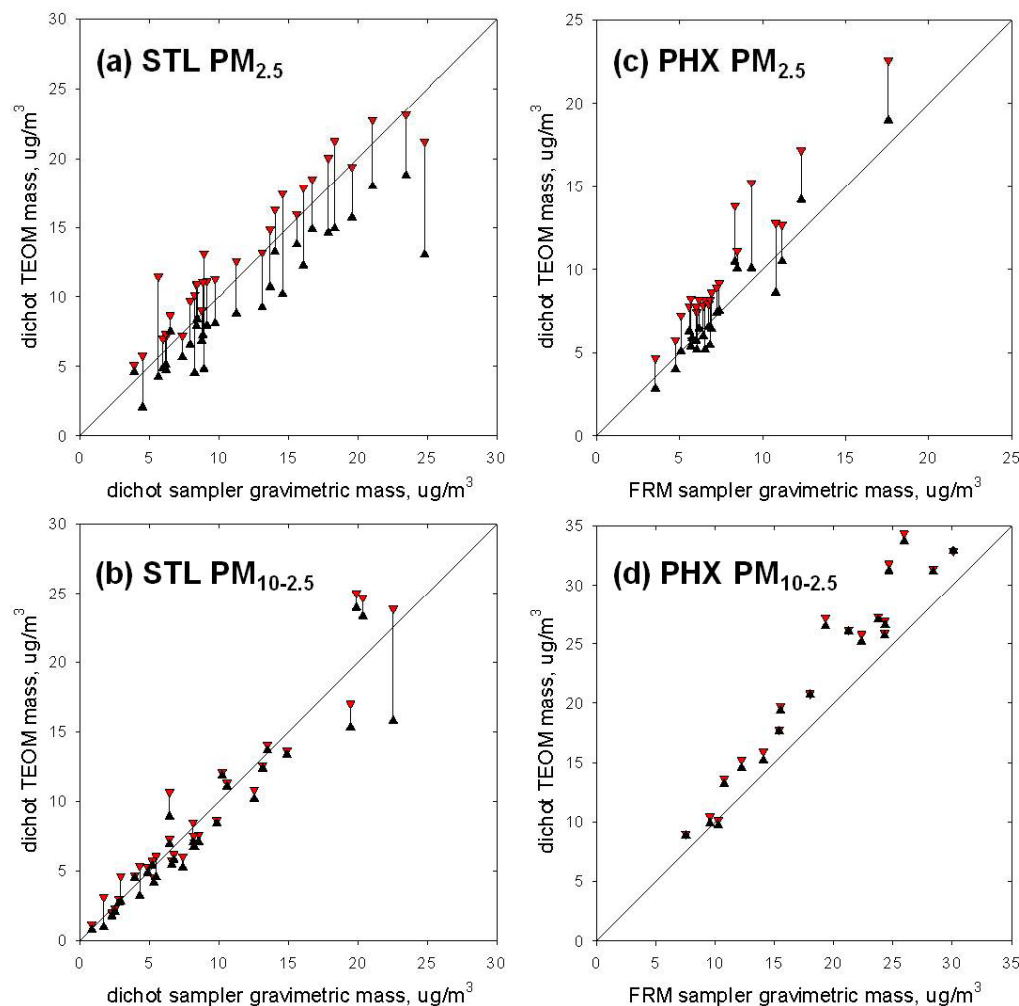 (a) STL PM2.5
30
25
20
15
10
5
0
dichot TEOM mass, ug/m3
0 5 10 15 20 25 30
dichot sampler gravimetric mass, ug/m3
(c) PHX PM2.5
25
20
15
10
5
0
dichot TEOM mass, ug/m3
0 5 10 15 20 25
FRM sampler gravimetric mass, ug/m3
(b) STL PM10-2.5
30
25
20
15
10
5
0
dichot TEOM mass, ug/m3
0 5 10 15 20 25 30
dichot sampler gravimetric mass, ug/m3
(d) PHX PM10-2.5
35
30
25
20
15
10
5
0
dichot TEOM mass, ug/m3
0 5 10 15 20 25 30 35
FRM sampler gravimetric mass, ug/m3